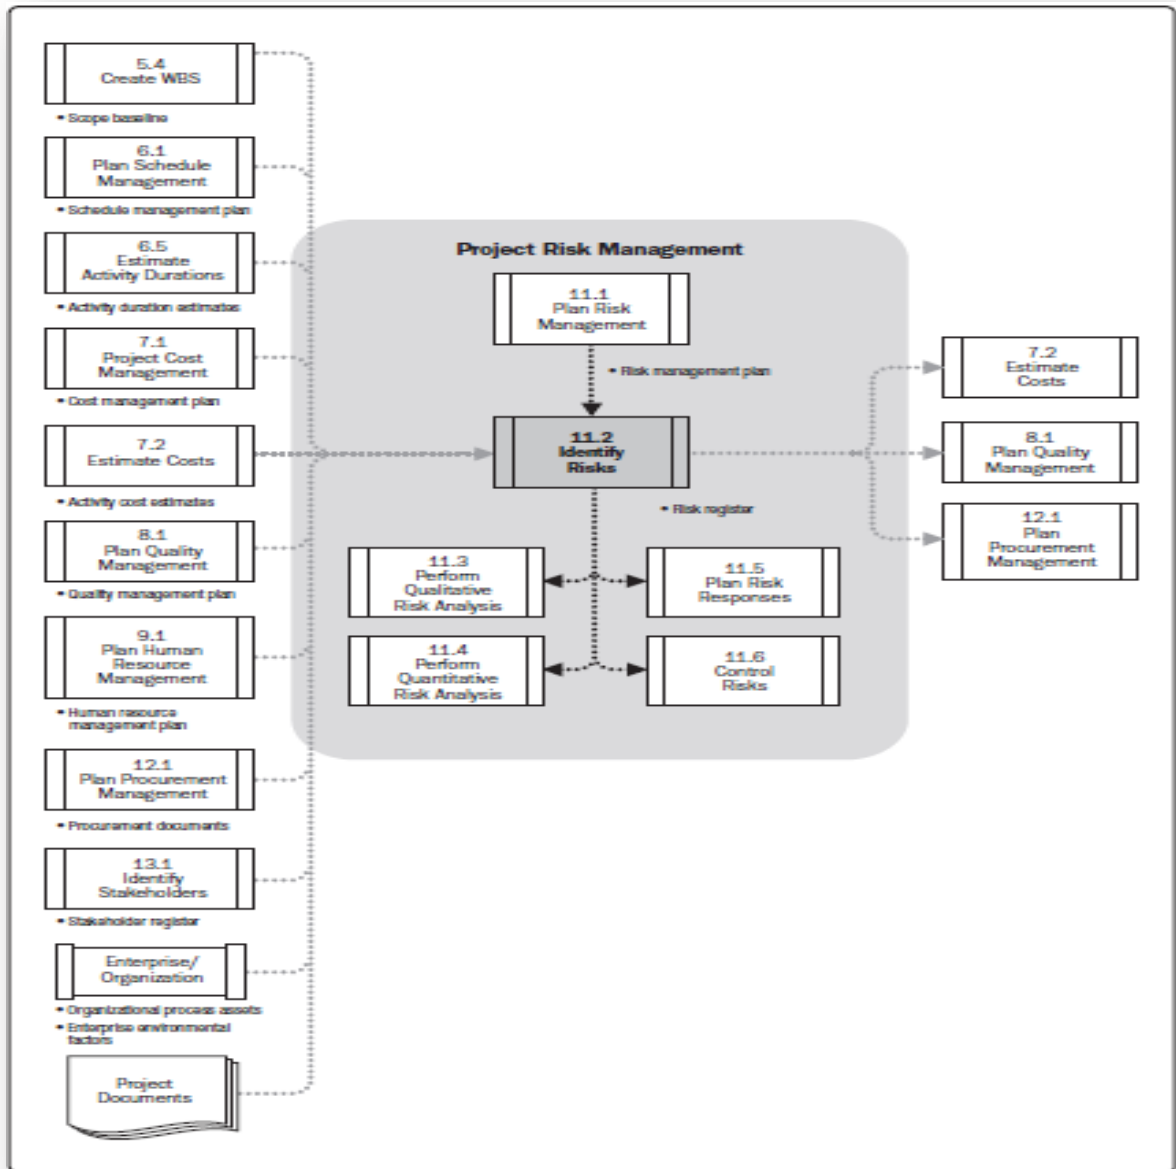 5.4
Create WBS
• Scope baseline
6.1
Plan Schedule
Management
• Schedule management plan
6.5
Estimate
Activity Durations
• Activity duration estimates
7.1
Project Cost
Management
• Cost management plan
7.2
Estimate Costs
• Activity cost estimates
8.1
Plan Quality
Management
• Quality management plan
9.1
Plan Human
Resource
Management
• Human resource
management plan
12.1
Plan Procurement
Management
• Procurement documents
13.1
Identify
Stakeholders
• Stakeholder register
Enterprise/
Organization
• Organizational process assets
• Enterprise environmental
factors
Project
Documents
Project Risk Management
11.1
Plan Risk
Management
• Risk management plan
11.2
Identify
Risks
• Risk register
11.3
Perform
Qualitative
Risk Analysis
11.5
Plan Risk
Responses
11.4
Perform
Quantitative
Risk Analysis
11.6
Control
Risks
7.2
Estimate
Costs
8.1
Plan Quality
Management
12.1
Plan
Procurement
Management